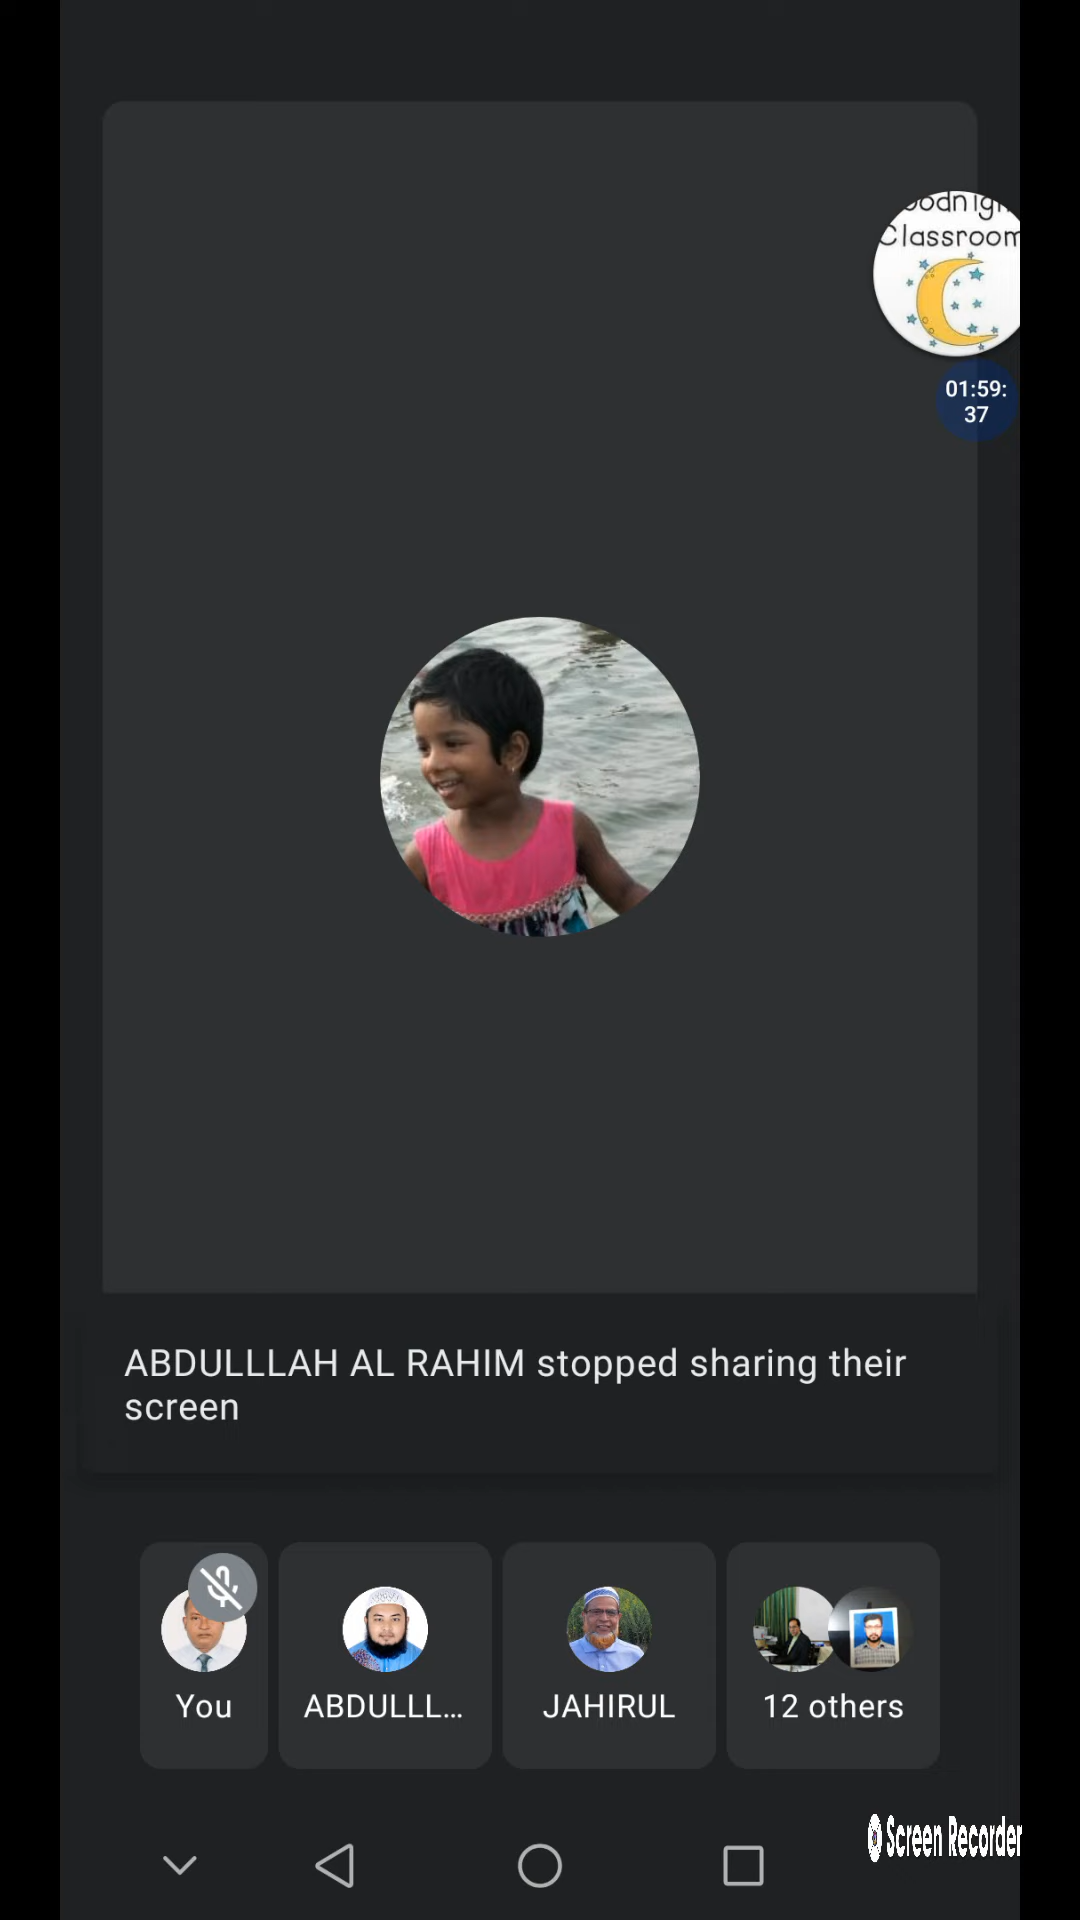 Classroom
01:59:
37
ABDULLLAH AL RAHIM stopped sharing their
screen
You
ABDULLL...
JAHIRUL
12 others
Screen Recorder